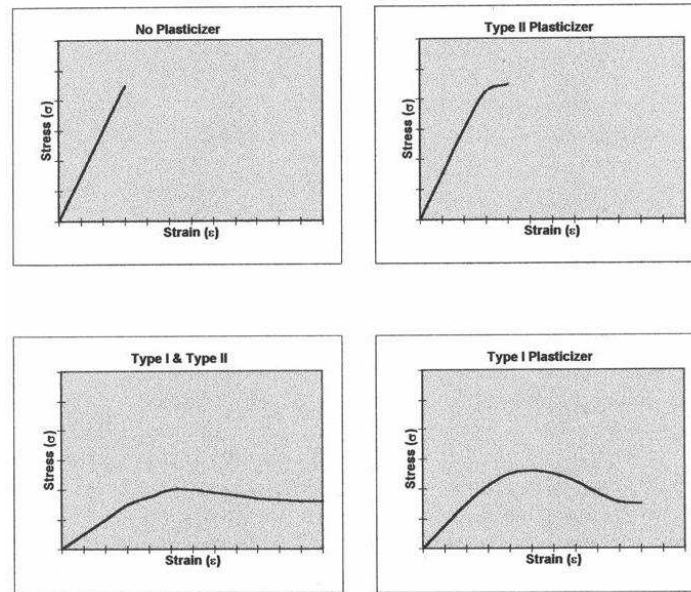 No Plasticizer
Stress (σ)
Strain (ε)
Type II Plasticizer
Stress (σ)
Strain (ε)
Type I & Type II
Stress (σ)
Strain (ε)
Type I Plasticizer
Stress (σ)
Strain (ε)